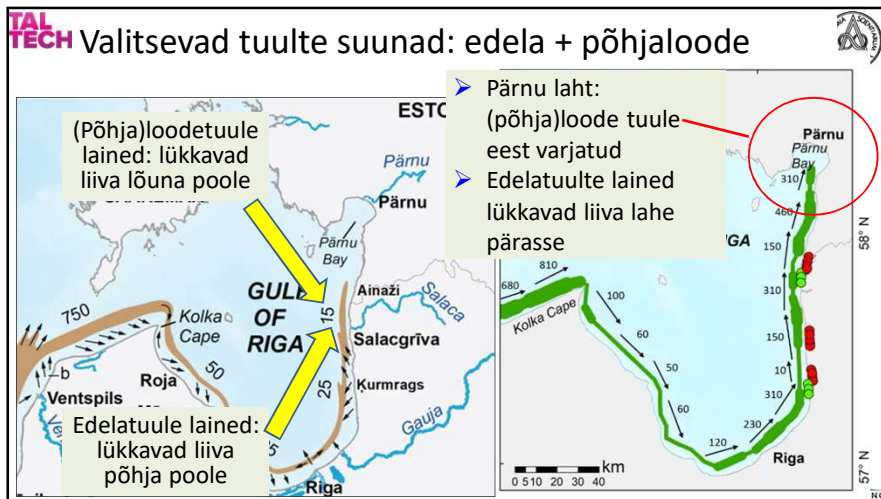 TAL
TECH
Valitsevad tuulte suunad: edela + põhjaloode
(Põhja)loodetuule
lained: lükkavad
liiva lõuna poole
ESTO
Pärnu
Pärnu
Pärnu
Bay
GULF
OF
RIGA
Ainaži
Salaca
Salacgrīva
Ķurmrags
Gauja
15
25
750
Kolka
Cape
50
b
Roja
Ventspils
Riga
Edelatuule lained:
lükkavad liiva
põhja poole
➢ Pärnu laht:
(põhja)loode tuule
eest varjatud
➢ Edelatuulte lained
lükkavad liiva lahe
pärasse
Pärnu
Pärnu
Bay
310
460
150
310
150
10
310
230
120
60
50
60
100
810
680
Kolka Cape
Riga
58° N
57° N
0 5 10 20 30 40
km